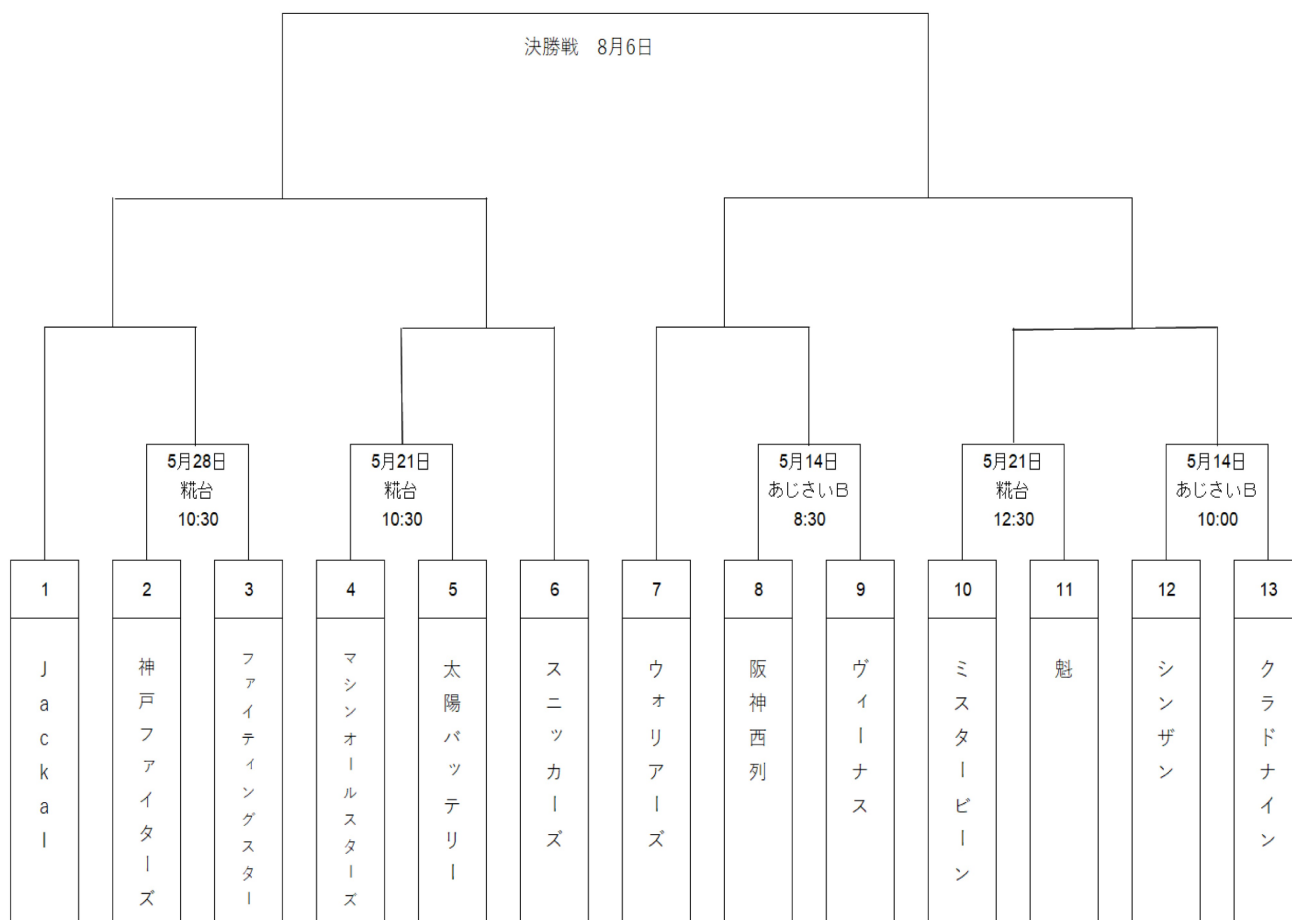 決勝戦　8月6日
5月28日
糀台
10:30
5月21日
糀台
10:30
5月14日
あじさいＢ
8:30
5月21日
糀台
12:30
5月14日
あじさいＢ
10:00
1
2
3
4
5
6
7
8
9
10
11
12
13
Jackal
神戸ファイターズ
ファイティングスター
マシンオールスターズ
太陽バッテリー
スニッカーズ
ウォリアーズ
阪神西列
ヴィーナス
ミスタービーン
魁
シンザン
クラドナイン